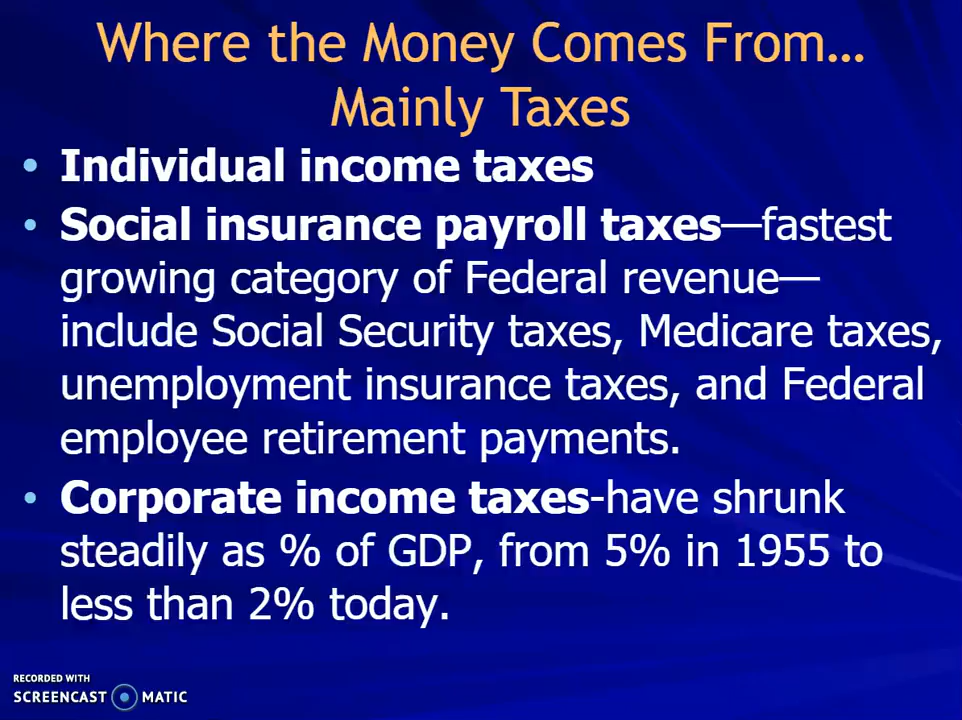 Where the Money Comes From…
Mainly Taxes
• Individual income taxes
• Social insurance payroll taxes—fastest
growing category of Federal revenue—
include Social Security taxes, Medicare taxes,
unemployment insurance taxes, and Federal
employee retirement payments.
• Corporate income taxes-have shrunk
steadily as % of GDP, from 5% in 1955 to
less than 2% today.
RECORDED WITH
SCREENCAST MATIC